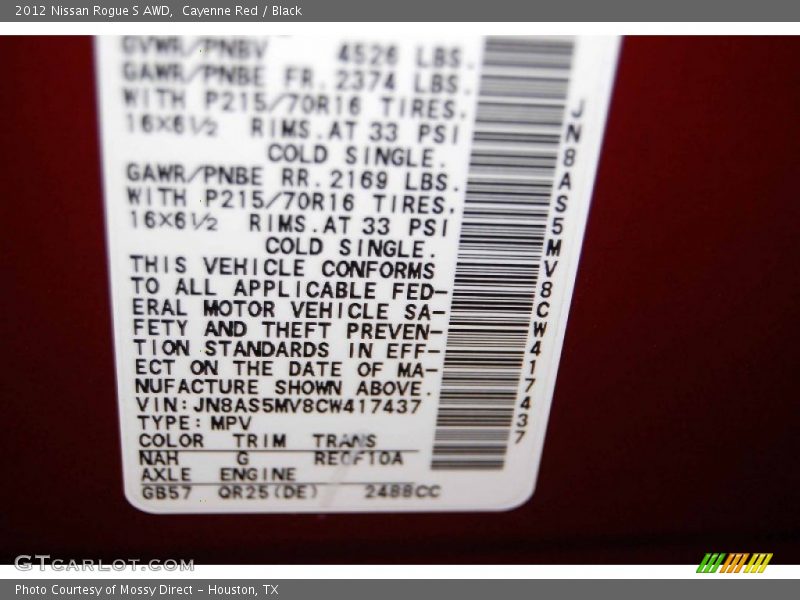 2012 Nissan Rogue S AWD,  Cayenne Red / Black
GVWR/PNBV 4526 LBS.
GAWR/PNBE FR. 2374 LBS.
WITH P215/70R16 TIRES.
16X6½ RIMS.AT 33 PSI
COLD SINGLE.
GAWR/PNBE RR. 2169 LBS.
WITH P215/70R16 TIRES.
16X6½ RIMS.AT 33 PSI
COLD SINGLE.
THIS VEHICLE CONFORMS
TO ALL APPLICABLE FED-
ERAL MOTOR VEHICLE SA-
FETY AND THEFT PREVEN-
TION STANDARDS IN EFF-
ECT ON THE DATE OF MA-
NUFACTURE SHOWN ABOVE.
VIN:JN8AS5MV8CW417437
TYPE: MPV
COLOR TRIM TRANS
NAH G RE0F10A
AXLE ENGINE
GB57 QR25(DE) 2488CC
JN8AS5MV8CW417437
GTCARLOT.COM
Photo Courtesy of Mossy Direct – Houston, TX